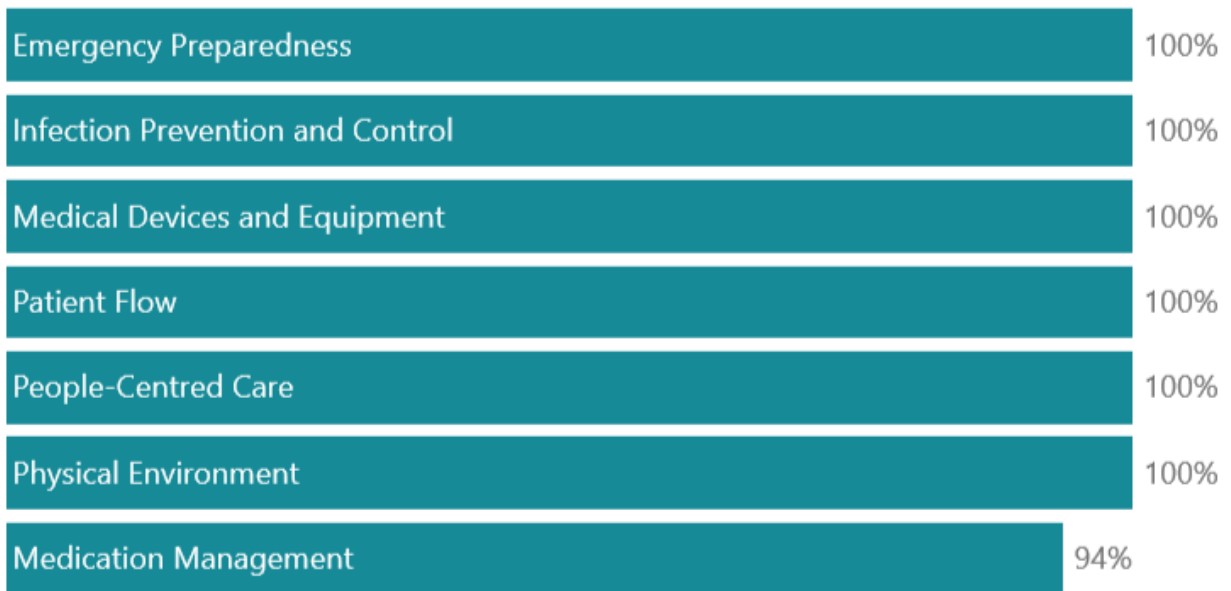 Emergency Preparedness 100%
Infection Prevention and Control 100%
Medical Devices and Equipment 100%
Patient Flow 100%
People-Centred Care 100%
Physical Environment 100%
Medication Management 94%